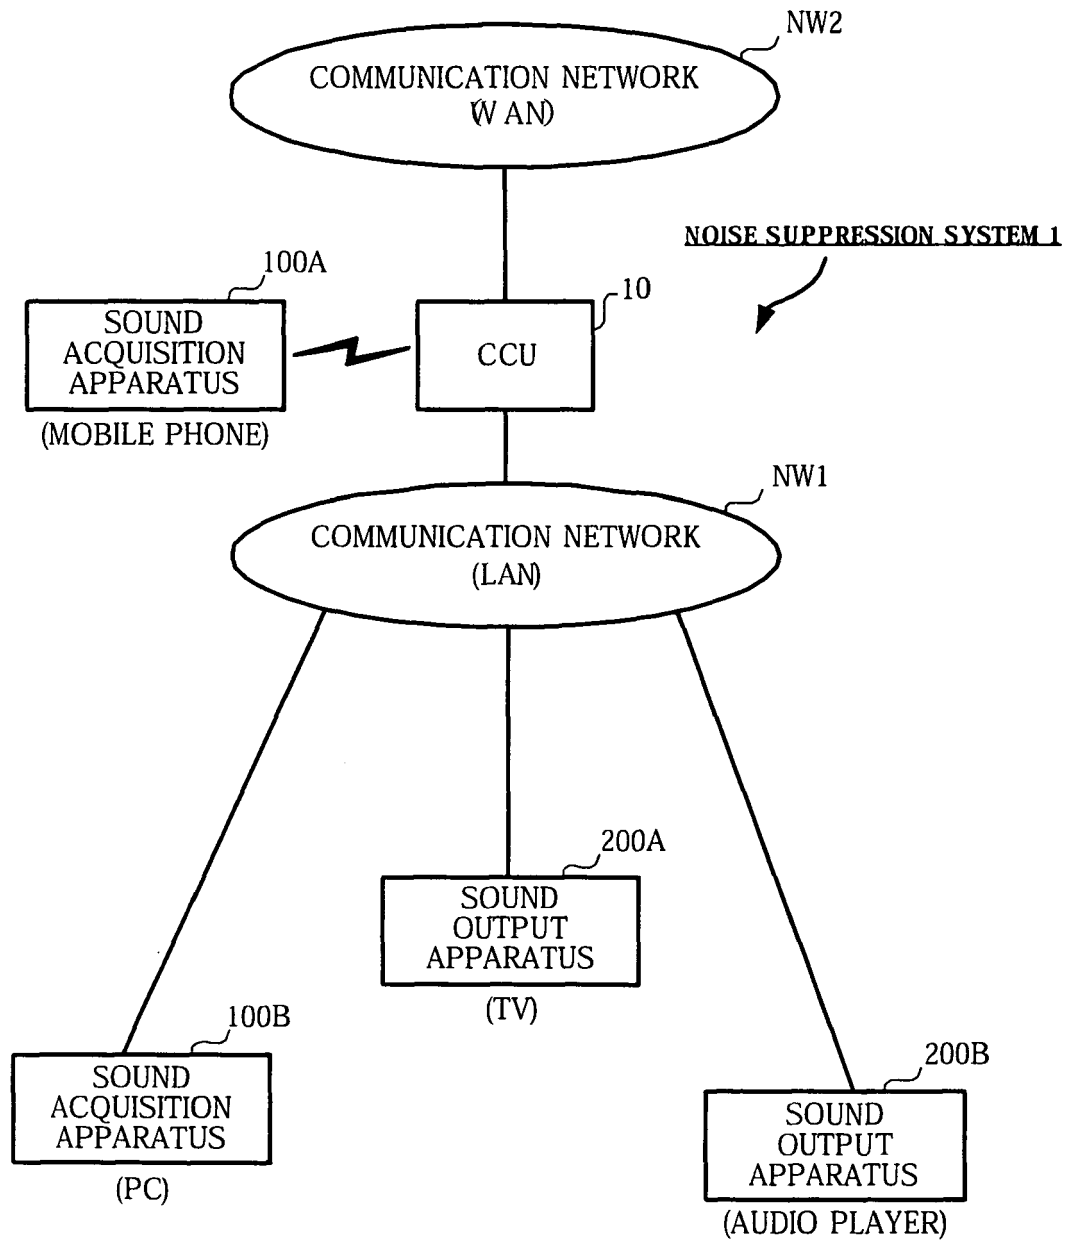 NW2
COMMUNICATION NETWORK
(WAN)
NOISE SUPPRESSION SYSTEM 1
100A
10
SOUND
ACQUISITION
APPARATUS
CCU
(MOBILE PHONE)
NW1
COMMUNICATION NETWORK
(LAN)
200A
SOUND
OUTPUT
APPARATUS
(TV)
100B
SOUND
ACQUISITION
APPARATUS
(PC)
200B
SOUND
OUTPUT
APPARATUS
(AUDIO PLAYER)